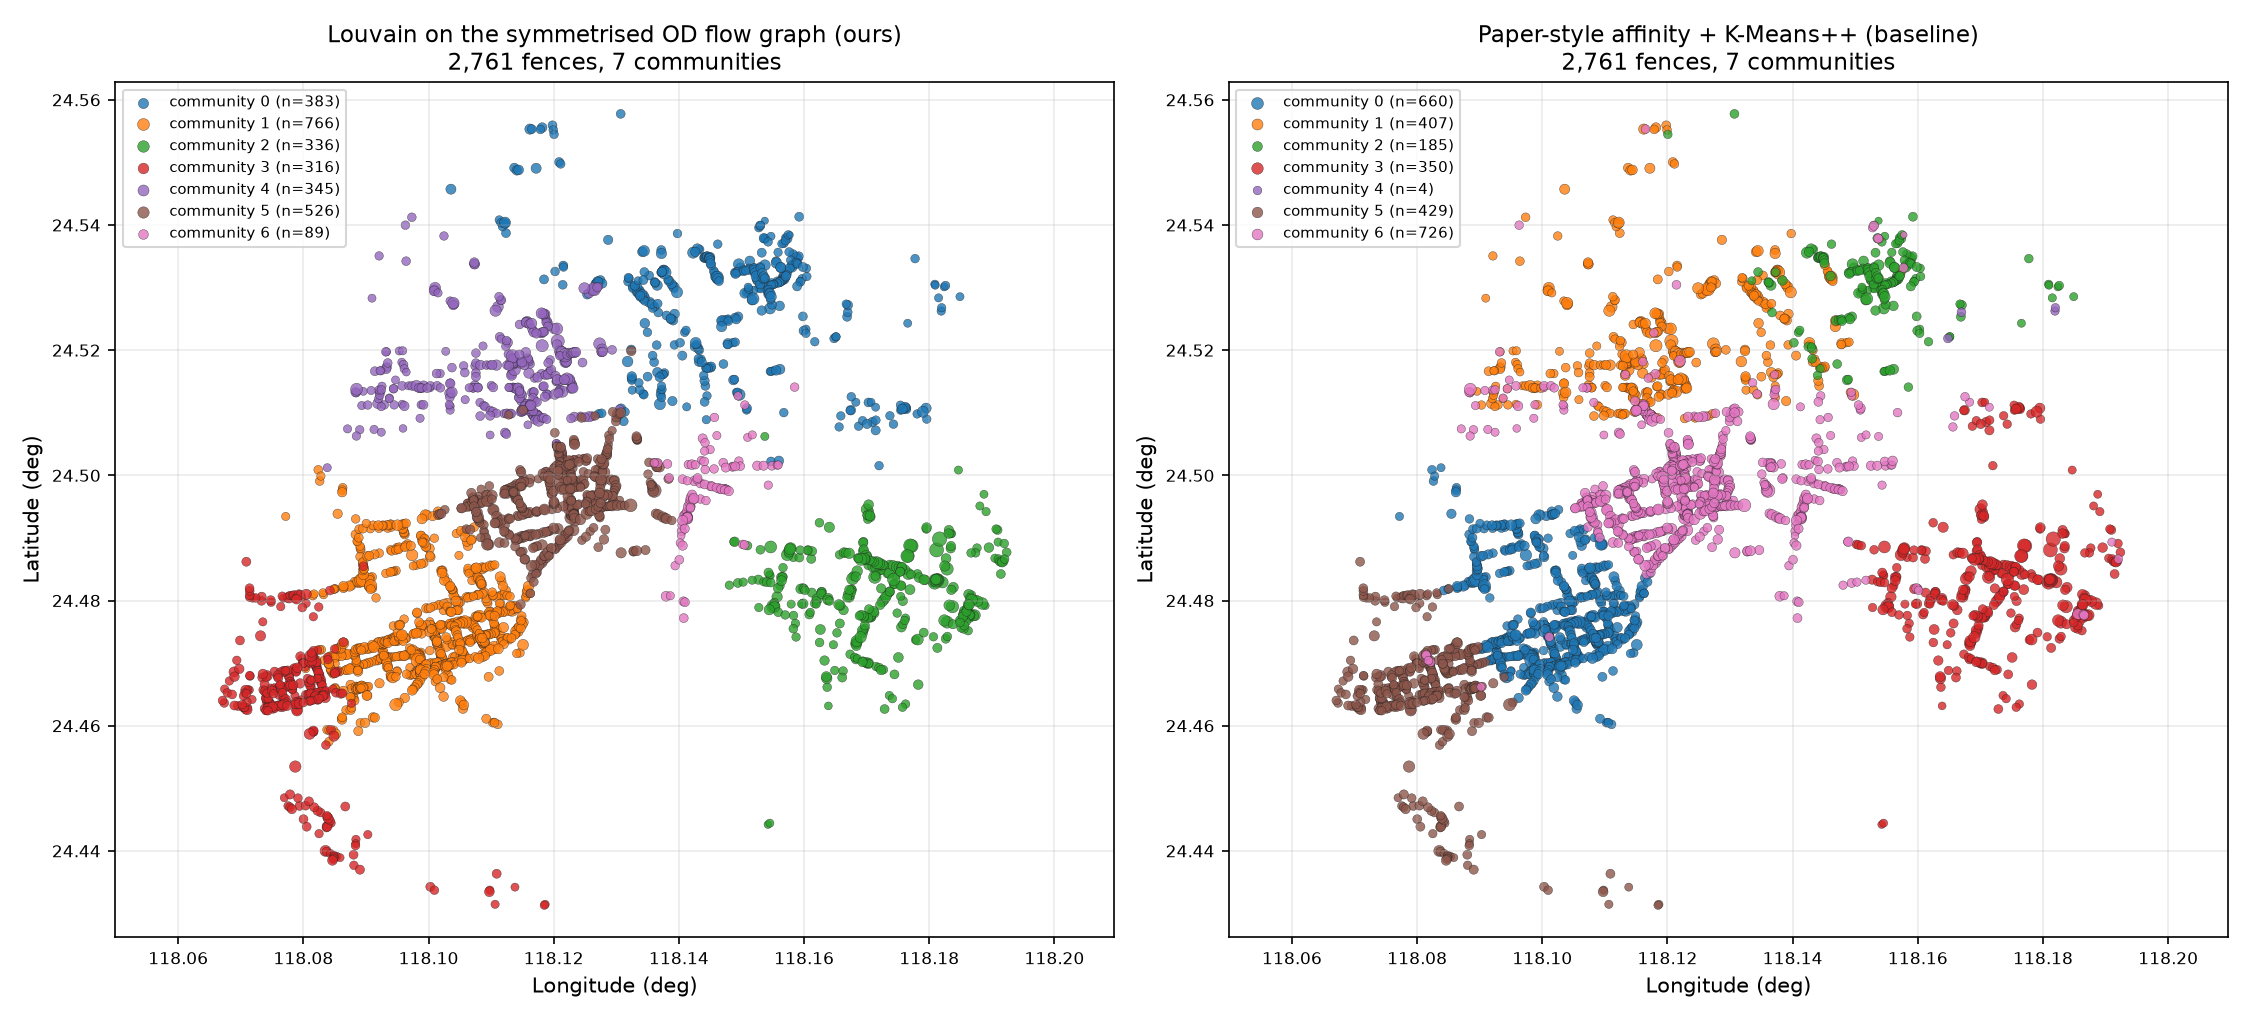 Louvain on the symmetrised OD flow graph (ours)
2,761 fences, 7 communities
community 0 (n=383)
community 1 (n=766)
community 2 (n=336)
community 3 (n=316)
community 4 (n=345)
community 5 (n=526)
community 6 (n=89)
24.56
24.54
24.52
24.50
24.48
24.46
24.44
Latitude (deg)
118.06 118.08 118.10 118.12 118.14 118.16 118.18 118.20
Longitude (deg)
Paper-style affinity + K-Means++ (baseline)
2,761 fences, 7 communities
community 0 (n=660)
community 1 (n=407)
community 2 (n=185)
community 3 (n=350)
community 4 (n=4)
community 5 (n=429)
community 6 (n=726)
24.56
24.54
24.52
24.50
24.48
24.46
24.44
Latitude (deg)
118.06 118.08 118.10 118.12 118.14 118.16 118.18 118.20
Longitude (deg)